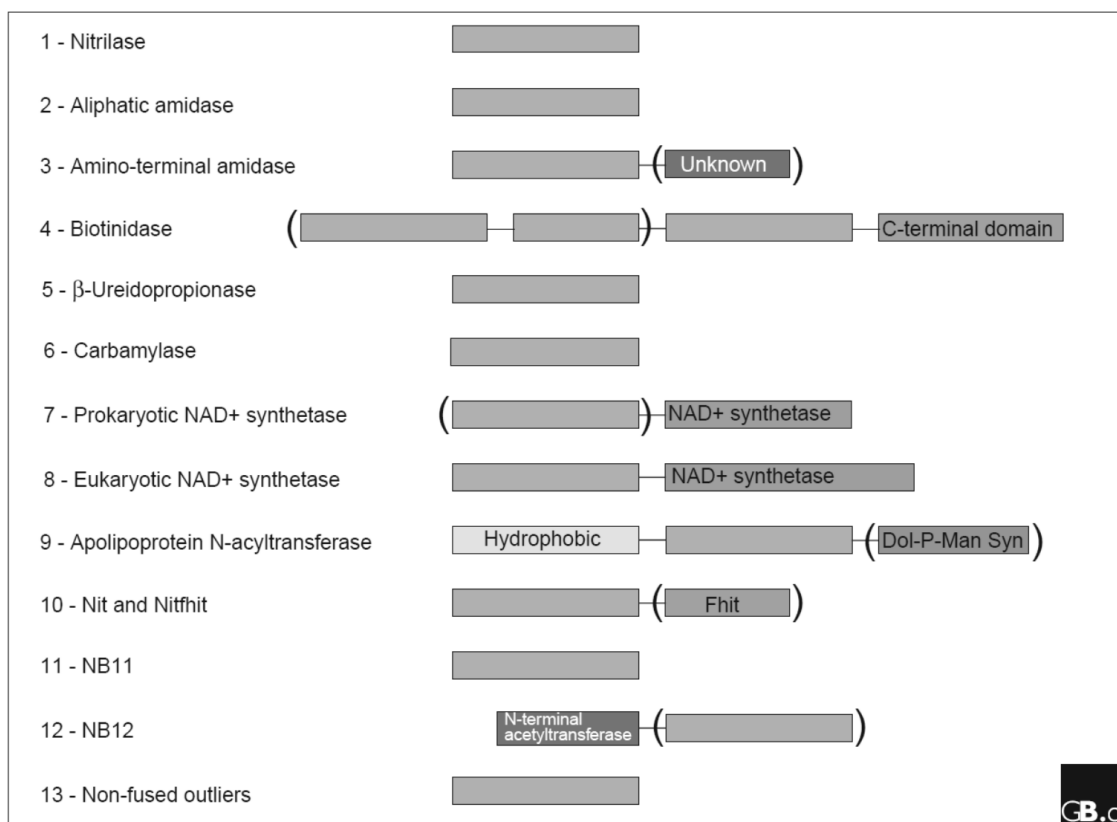 1 - Nitrilase
2 - Aliphatic amidase
3 - Amino-terminal amidase
( Unknown )
4 - Biotinidase
( ) C-terminal domain
5 - β-Ureidopropionase
6 - Carbamylase
7 - Prokaryotic NAD+ synthetase
( ) NAD+ synthetase
8 - Eukaryotic NAD+ synthetase
NAD+ synthetase
9 - Apolipoprotein N-acyltransferase
Hydrophobic ( Dol-P-Man Syn )
10 - Nit and Nitfhit
( Fhit )
11 - NB11
12 - NB12
N-terminal
acetyltransferase ( )
13 - Non-fused outliers
GB.c